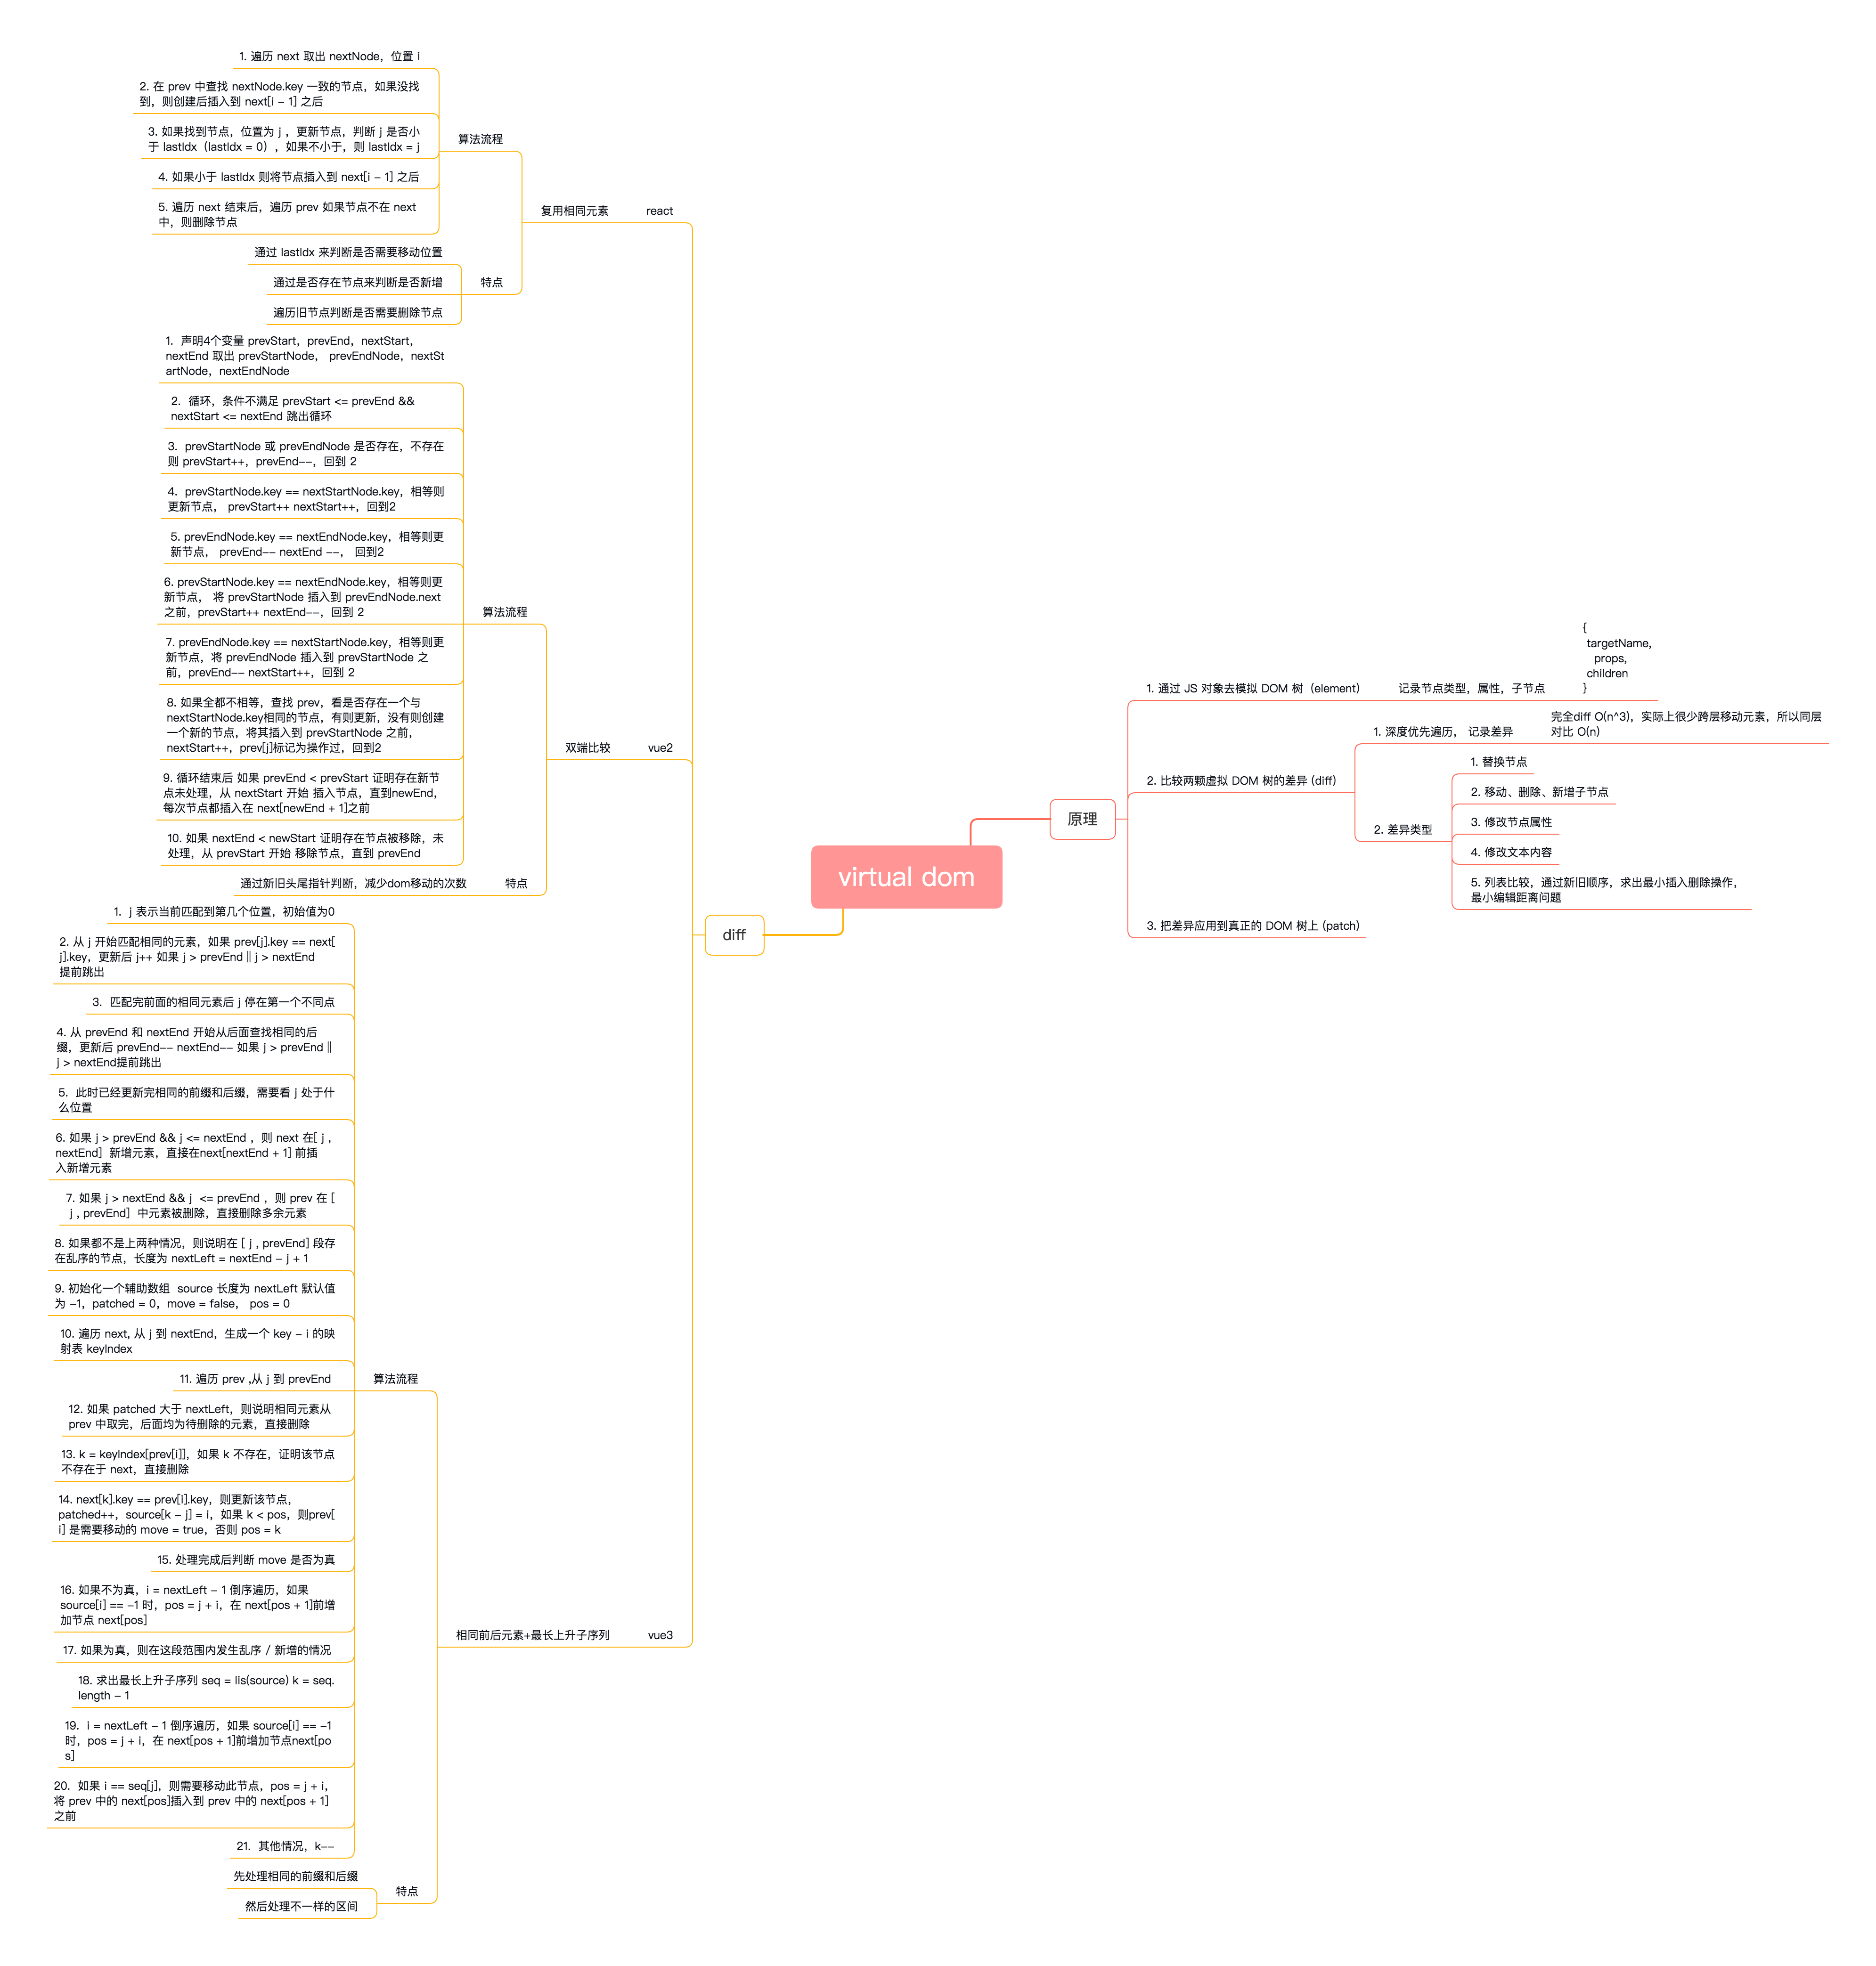 virtual dom
原理
1. 通过 JS 对象去模拟 DOM 树（element)
记录节点类型，属性，子节点
{
targetName,
props,
children
}
2. 比较两颗虚拟 DOM 树的差异 (diff)
1. 深度优先遍历， 记录差异
完全diff O(n^3)，实际上很少跨层移动元素，所以同层
对比 O(n)
2. 差异类型
1. 替换节点
2. 移动、删除、新增子节点
3. 修改节点属性
4. 修改文本内容
5. 列表比较，通过新旧顺序，求出最小插入删除操作，
最小编辑距离问题
3. 把差异应用到真正的 DOM 树上 (patch)
diff
react
复用相同元素
算法流程
1. 遍历 next 取出 nextNode，位置 i
2. 在 prev 中查找 nextNode.key 一致的节点，如果没找
到，则创建后插入到 next[i - 1] 之后
3. 如果找到节点，位置为 j ，更新节点，判断 j 是否小
于 lastIdx（lastIdx = 0），如果不小于，则 lastIdx = j
4. 如果小于 lastIdx 则将节点插入到 next[i - 1] 之后
5. 遍历 next 结束后，遍历 prev 如果节点不在 next
中，则删除节点
特点
通过 lastIdx 来判断是否需要移动位置
通过是否存在节点来判断是否新增
遍历旧节点判断是否需要删除节点
vue2
双端比较
算法流程
1. 声明4个变量 prevStart，prevEnd，nextStart，
nextEnd 取出 prevStartNode， prevEndNode，nextSt
artNode，nextEndNode
2. 循环，条件不满足 prevStart <= prevEnd &&
nextStart <= nextEnd 跳出循环
3. prevStartNode 或 prevEndNode 是否存在，不存在
则 prevStart++，prevEnd--，回到 2
4. prevStartNode.key == nextStartNode.key，相等则
更新节点， prevStart++ nextStart++，回到2
5. prevEndNode.key == nextEndNode.key，相等则更
新节点， prevEnd-- nextEnd --， 回到2
6. prevStartNode.key == nextEndNode.key，相等则更
新节点， 将 prevStartNode 插入到 prevEndNode.next
之前，prevStart++ nextEnd--，回到 2
7. prevEndNode.key == nextStartNode.key，相等则更
新节点，将 prevEndNode 插入到 prevStartNode 之
前，prevEnd-- nextStart++，回到 2
8. 如果全都不相等，查找 prev，看是否存在一个与
nextStartNode.key相同的节点，有则更新，没有则创建
一个新的节点，将其插入到 prevStartNode 之前，
nextStart++，prev[j]标记为操作过，回到2
9. 循环结束后 如果 prevEnd < prevStart 证明存在新节
点未处理，从 nextStart 开始 插入节点，直到newEnd，
每次节点都插入在 next[newEnd + 1]之前
10. 如果 nextEnd < newStart 证明存在节点被移除，未
处理，从 prevStart 开始 移除节点，直到 prevEnd
特点
通过新旧头尾指针判断，减少dom移动的次数
vue3
相同前后元素+最长上升子序列
算法流程
1. j 表示当前匹配到第几个位置，初始值为0
2. 从 j 开始匹配相同的元素，如果 prev[j].key == next[
j].key，更新后 j++ 如果 j > prevEnd || j > nextEnd
提前跳出
3. 匹配完前面的相同元素后 j 停在第一个不同点
4. 从 prevEnd 和 nextEnd 开始从后面查找相同的后
缀，更新后 prevEnd-- nextEnd-- 如果 j > prevEnd ||
j > nextEnd提前跳出
5. 此时已经更新完相同的前缀和后缀，需要看 j 处于什
么位置
6. 如果 j > prevEnd && j <= nextEnd ，则 next 在[ j ,
nextEnd］新增元素，直接在next[nextEnd + 1] 前插
入新增元素
7. 如果 j > nextEnd && j <= prevEnd ，则 prev 在 [
j , prevEnd］中元素被删除，直接删除多余元素
8. 如果都不是上两种情况，则说明在 [ j , prevEnd] 段存
在乱序的节点，长度为 nextLeft = nextEnd - j + 1
9. 初始化一个辅助数组 source 长度为 nextLeft 默认值
为 -1，patched = 0，move = false， pos = 0
10. 遍历 next, 从 j 到 nextEnd，生成一个 key - i 的映
射表 keyIndex
11. 遍历 prev ,从 j 到 prevEnd
12. 如果 patched 大于 nextLeft，则说明相同元素从
prev 中取完，后面均为待删除的元素，直接删除
13. k = keyIndex[prev[i]]，如果 k 不存在，证明该节点
不存在于 next，直接删除
14. next[k].key == prev[i].key，则更新该节点，
patched++，source[k - j] = i，如果 k < pos，则prev[
i] 是需要移动的 move = true，否则 pos = k
15. 处理完成后判断 move 是否为真
16. 如果不为真，i = nextLeft - 1 倒序遍历，如果
source[i] == -1 时，pos = j + i，在 next[pos + 1]前增
加节点 next[pos]
17. 如果为真，则在这段范围内发生乱序 / 新增的情况
18. 求出最长上升子序列 seq = lis(source) k = seq.
length - 1
19. i = nextLeft - 1 倒序遍历，如果 source[i] == -1
时，pos = j + i，在 next[pos + 1]前增加节点next[po
s]
20. 如果 i == seq[j]，则需要移动此节点，pos = j + i，
将 prev 中的 next[pos]插入到 prev 中的 next[pos + 1]
之前
21. 其他情况，k--
特点
先处理相同的前缀和后缀
然后处理不一样的区间